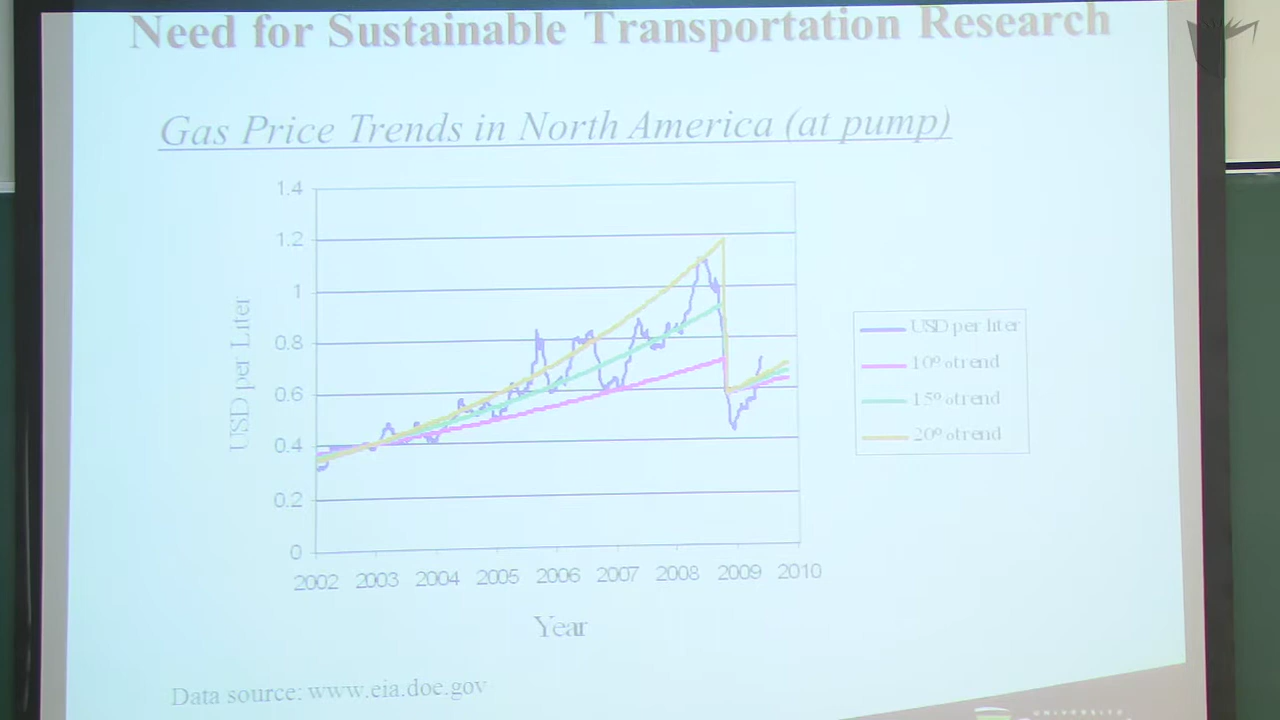 Need for Sustainable Transportation Research
Gas Price Trends in North America (at pump)
1.4
1.2
1
0.8
0.6
0.4
0.2
0
USD per Liter
2002 2003 2004 2005 2006 2007 2008 2009 2010
Year
USD per liter
10% trend
15% trend
20% trend
Data source: www.eia.doe.gov